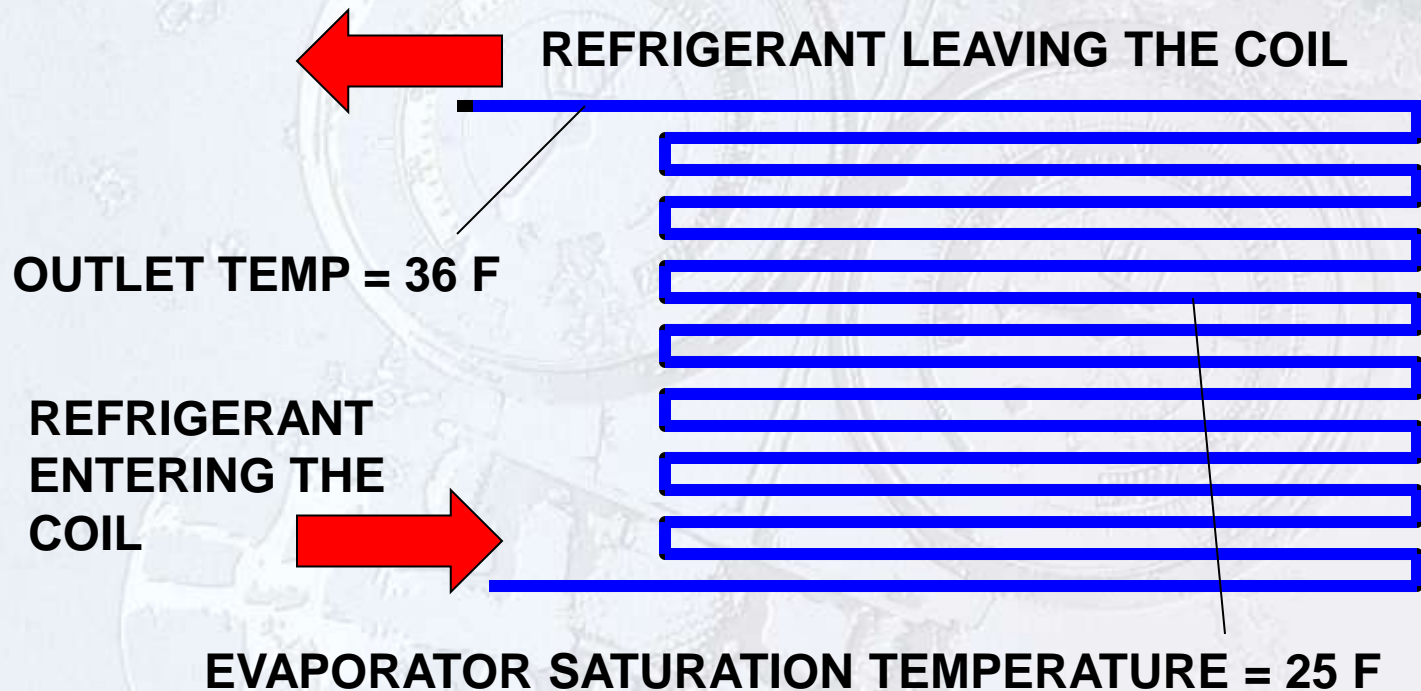 REFRIGERANT LEAVING THE COIL
OUTLET TEMP = 36 F
REFRIGERANT
ENTERING THE
COIL
EVAPORATOR SATURATION TEMPERATURE = 25 F